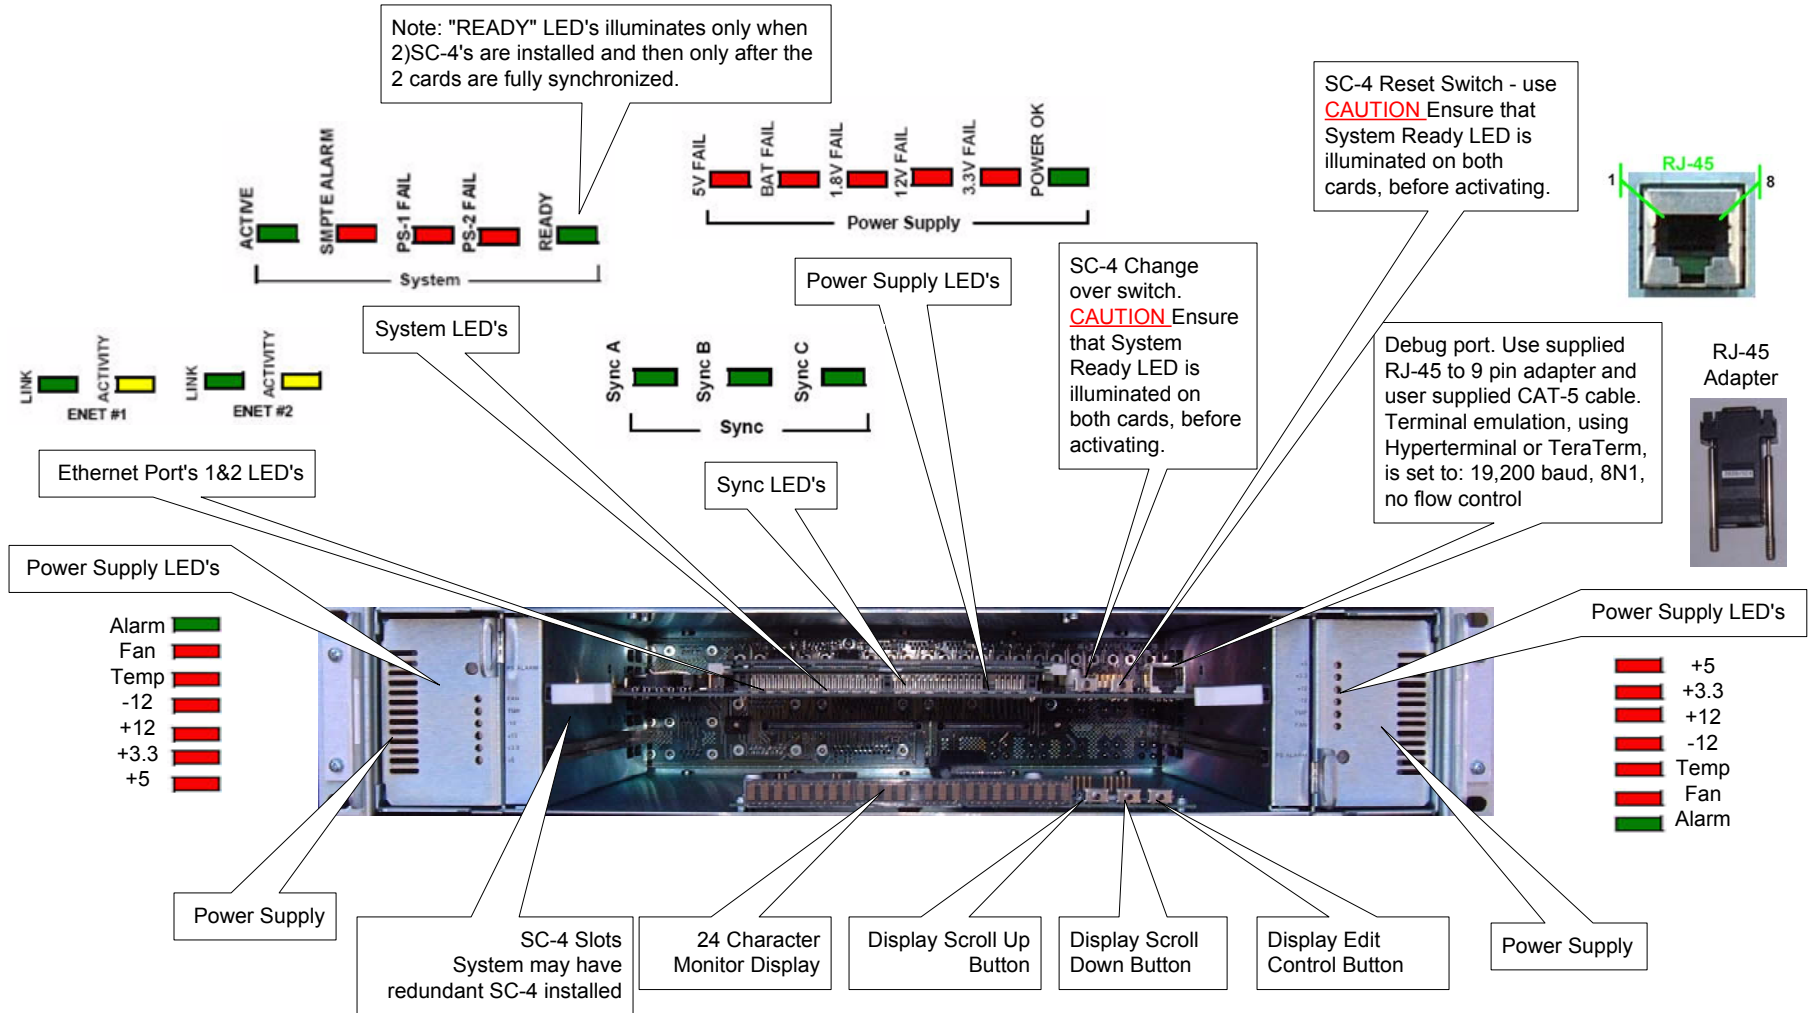 Note: "READY" LED's illuminates only when
2)SC-4's are installed and then only after the
2 cards are fully synchronized.
SC-4 Reset Switch - use
CAUTION Ensure that
System Ready LED is
illuminated on both
cards, before activating.
RJ-45
1
8
ACTIVE
SMPTE ALARM
PS-1 FAIL
PS-2 FAIL
READY
System
5V FAIL
BAT FAIL
1.8V FAIL
12V FAIL
3.3V FAIL
POWER OK
Power Supply
System LED's
Power Supply LED's
SC-4 Change
over switch.
CAUTION Ensure
that System
Ready LED is
illuminated on
both cards, before
activating.
Debug port. Use supplied
RJ-45 to 9 pin adapter and
user supplied CAT-5 cable.
Terminal emulation, using
Hyperterminal or TeraTerm,
is set to: 19,200 baud, 8N1,
no flow control
RJ-45
Adapter
LINK
ACTIVITY
ENET #1
LINK
ACTIVITY
ENET #2
Sync A
Sync B
Sync C
Sync
Ethernet Port's 1&2 LED's
Sync LED's
Power Supply LED's
Alarm
Fan
Temp
-12
+12
+3.3
+5
Power Supply LED's
+5
+3.3
+12
-12
Temp
Fan
Alarm
Power Supply
SC-4 Slots
System may have
redundant SC-4 installed
24 Character
Monitor Display
Display Scroll Up
Button
Display Scroll
Down Button
Display Edit
Control Button
Power Supply